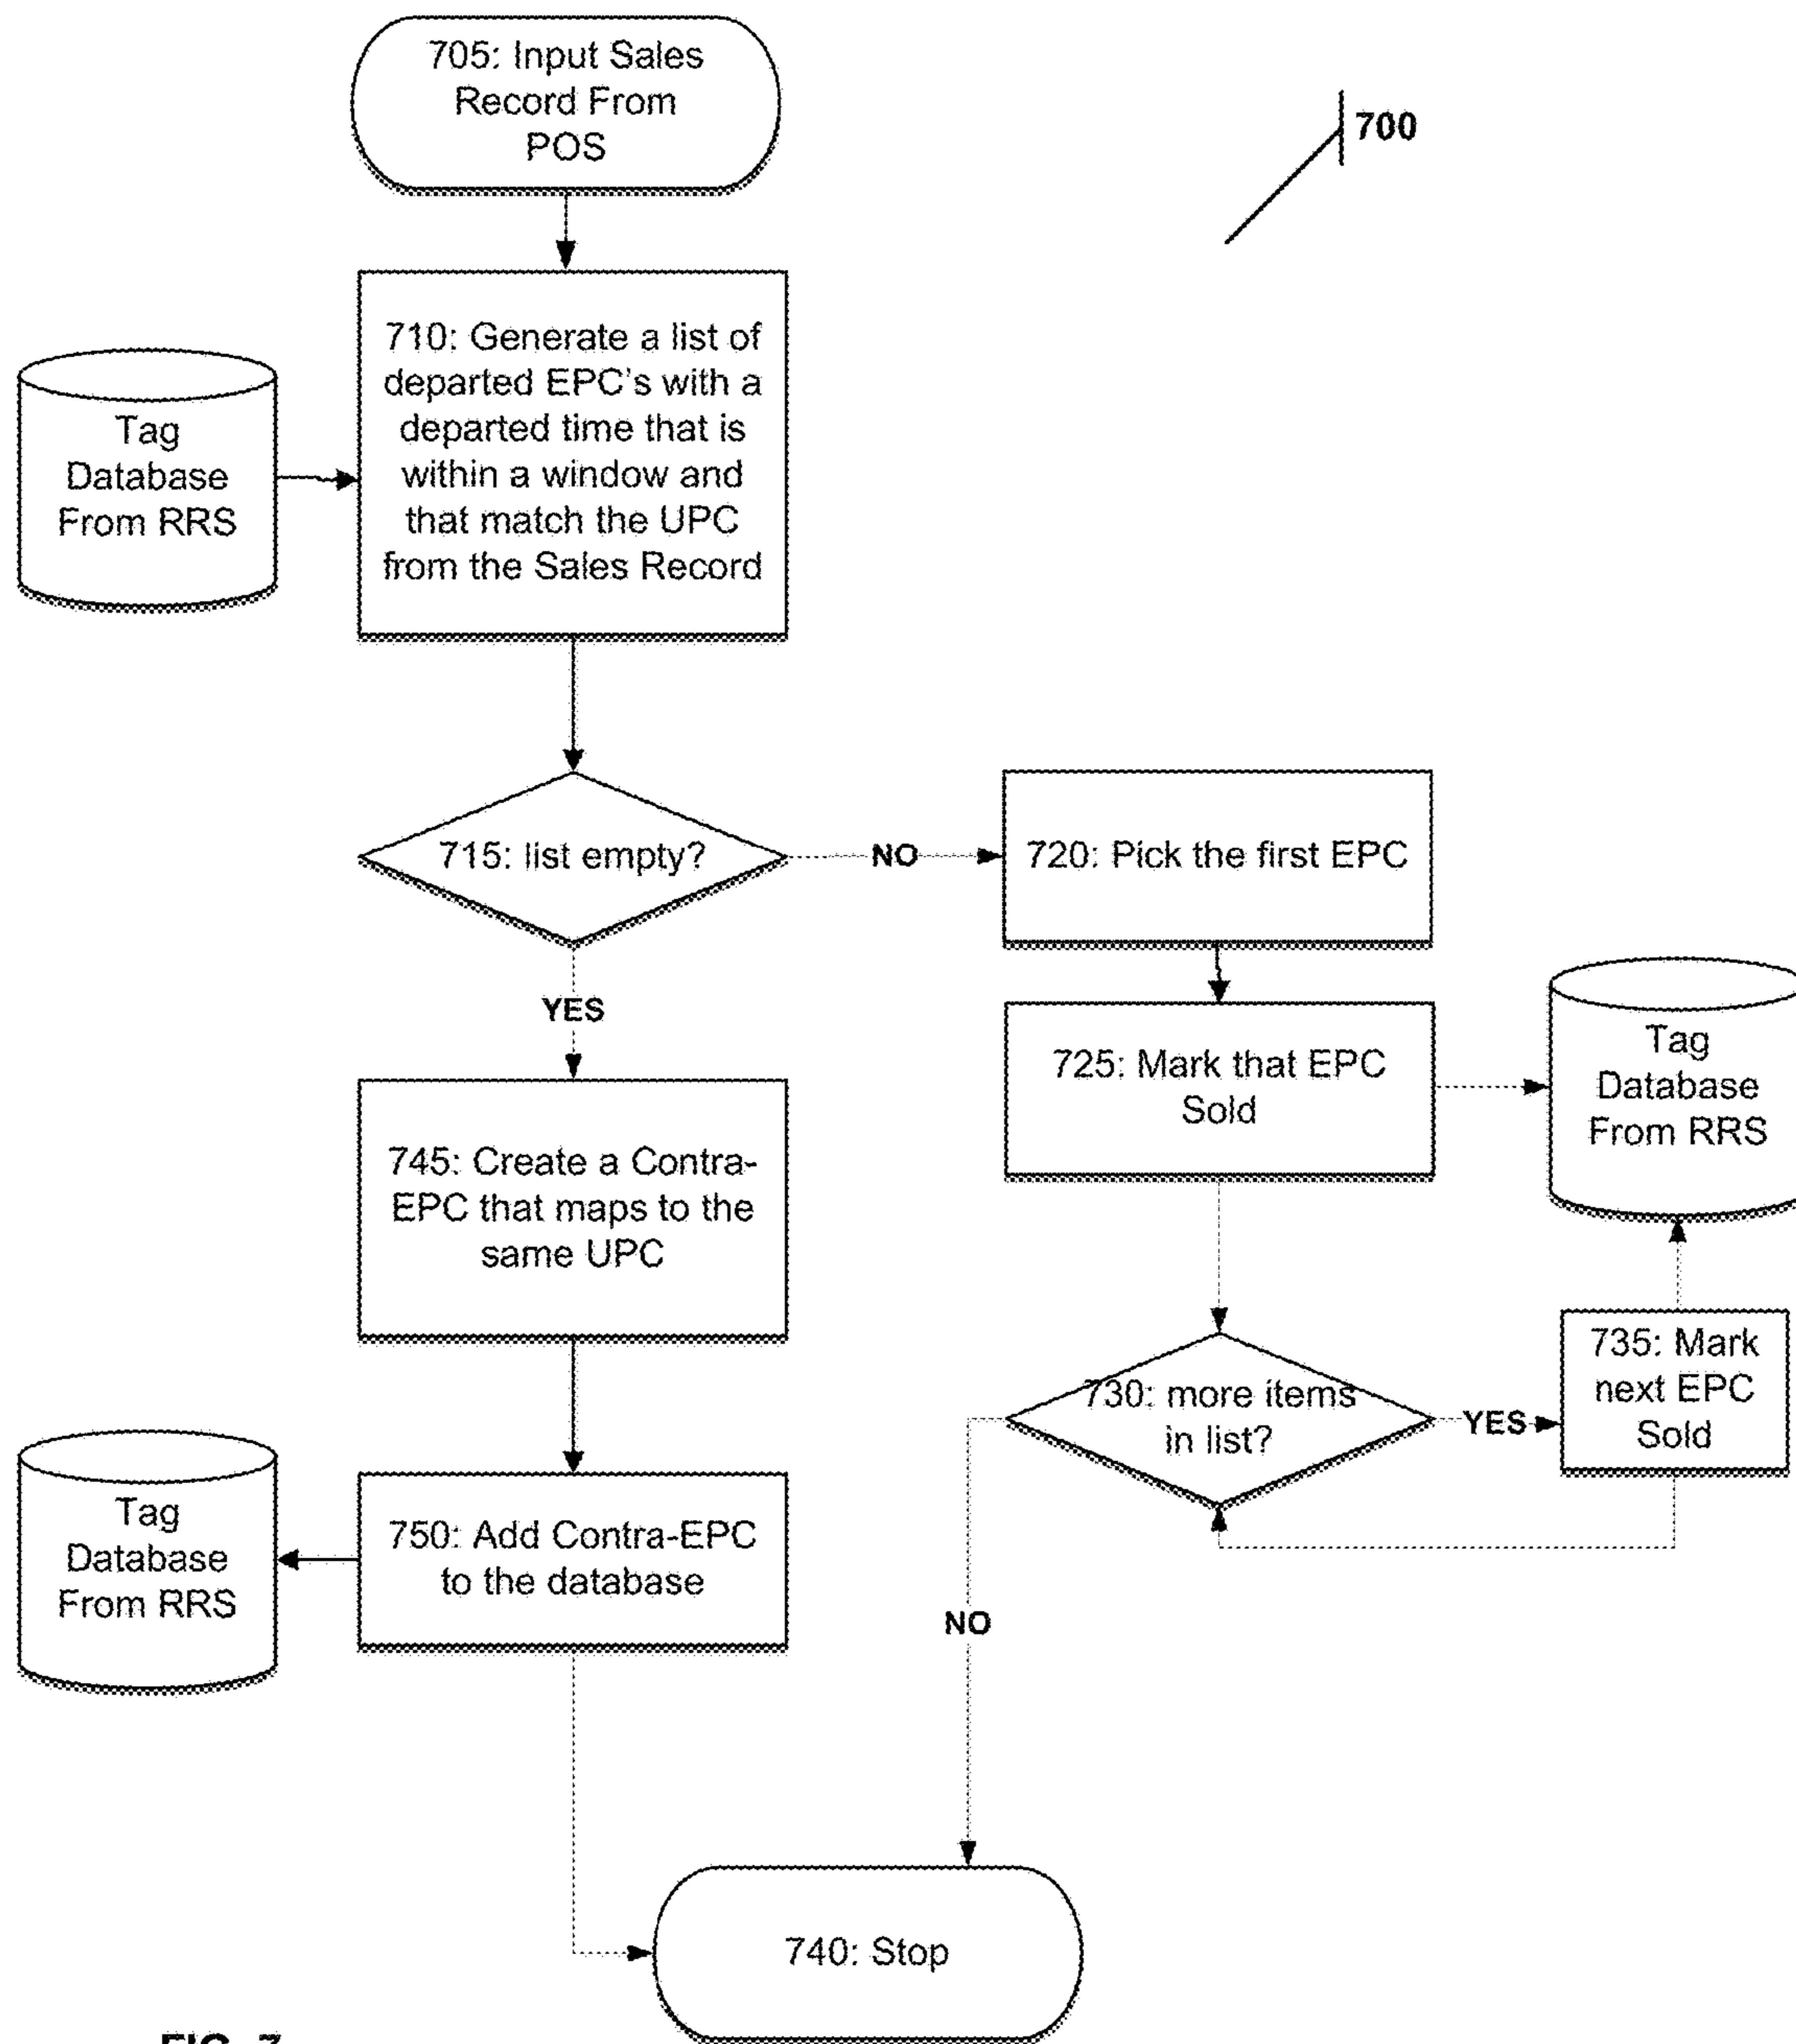 705: Input Sales
Record From
POS
700
710: Generate a list of
departed EPC's with a
departed time that is
within a window and
that match the UPC
from the Sales Record
Tag
Database
From RRS
715: list empty?
NO
720: Pick the first EPC
YES
725: Mark that EPC
Sold
Tag
Database
From RRS
745: Create a Contra-
EPC that maps to the
same UPC
730: more items
in list?
YES
735: Mark
next EPC
Sold
Tag
Database
From RRS
750: Add Contra-EPC
to the database
NO
740: Stop
FIG. 7